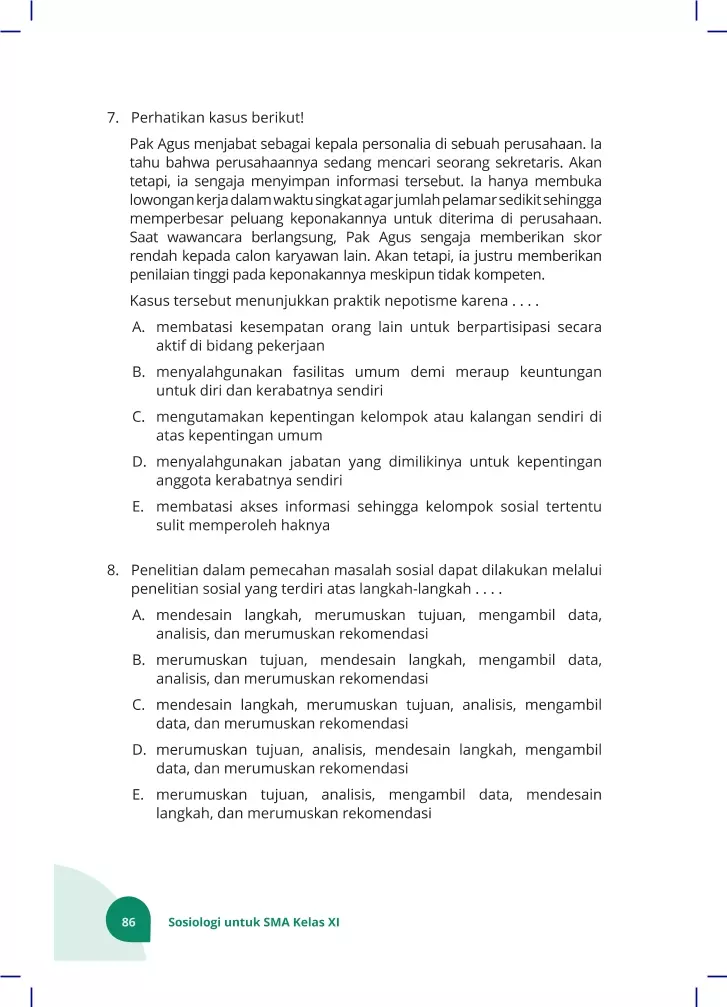 7. Perhatikan kasus berikut!
Pak Agus menjabat sebagai kepala personalia di sebuah perusahaan. Ia
tahu bahwa perusahaannya sedang mencari seorang sekretaris. Akan
tetapi, ia sengaja menyimpan informasi tersebut. Ia hanya membuka
lowongan kerja dalam waktu singkat agar jumlah pelamar sedikit sehingga
memperbesar peluang keponakannya untuk diterima di perusahaan.
Saat wawancara berlangsung, Pak Agus sengaja memberikan skor
rendah kepada calon karyawan lain. Akan tetapi, ia justru memberikan
penilaian tinggi pada keponakannya meskipun tidak kompeten.
Kasus tersebut menunjukkan praktik nepotisme karena . . . .
A. membatasi kesempatan orang lain untuk berpartisipasi secara
aktif di bidang pekerjaan
B. menyalahgunakan fasilitas umum demi meraup keuntungan
untuk diri dan kerabatnya sendiri
C. mengutamakan kepentingan kelompok atau kalangan sendiri di
atas kepentingan umum
D. menyalahgunakan jabatan yang dimilikinya untuk kepentingan
anggota kerabatnya sendiri
E. membatasi akses informasi sehingga kelompok sosial tertentu
sulit memperoleh haknya
8. Penelitian dalam pemecahan masalah sosial dapat dilakukan melalui
penelitian sosial yang terdiri atas langkah-langkah . . . .
A. mendesain langkah, merumuskan tujuan, mengambil data,
analisis, dan merumuskan rekomendasi
B. merumuskan tujuan, mendesain langkah, mengambil data,
analisis, dan merumuskan rekomendasi
C. mendesain langkah, merumuskan tujuan, analisis, mengambil
data, dan merumuskan rekomendasi
D. merumuskan tujuan, analisis, mendesain langkah, mengambil
data, dan merumuskan rekomendasi
E. merumuskan tujuan, analisis, mengambil data, mendesain
langkah, dan merumuskan rekomendasi
86 Sosiologi untuk SMA Kelas XI